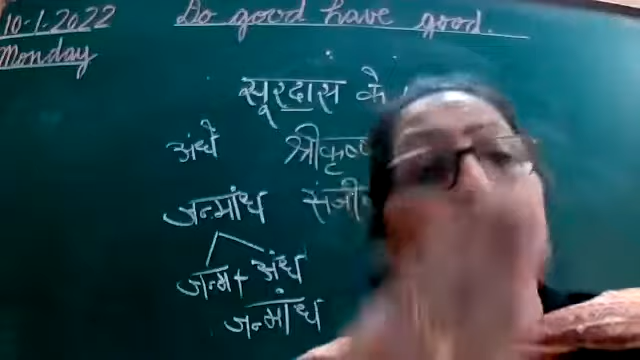 10-1-2022 Do good have good.
Monday
सूरदास के
अंधे श्रीकृष्ण
जन्मांध
जन्म + अंध
जन्मांध